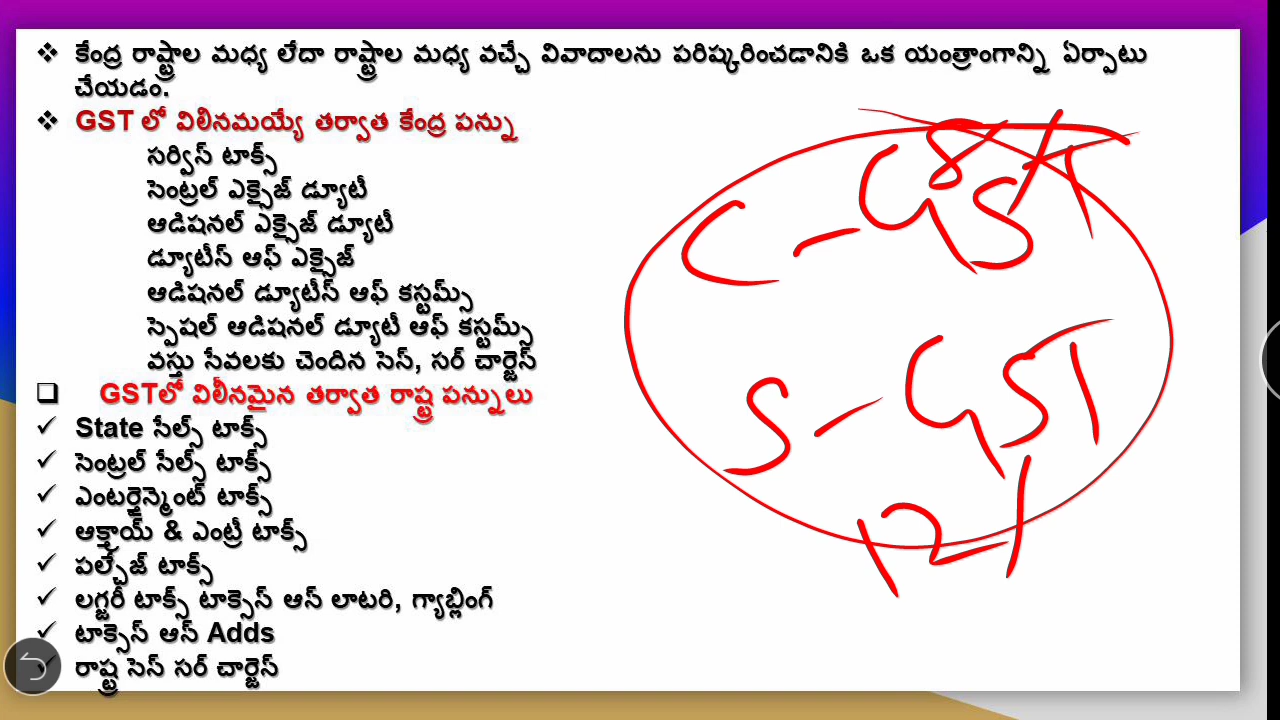 ❖ కేంద్ర రాష్ట్రాల మధ్య లేదా రాష్ట్రాల మధ్య వచ్చే వివాదాలను పరిష్కరించడానికి ఒక యంత్రాంగాన్ని ఏర్పాటు
చేయడం.
❖ GST లో విలీనమయ్యే తర్వాత కేంద్ర పన్ను
సర్విస్ టాక్స్
సెంట్రల్ ఎక్సైజ్ డ్యూటీ
ఆడిషనల్ ఎక్సైజ్ డ్యూటీ
డ్యూటీస్ ఆఫ్ ఎక్సైజ్
ఆడిషనల్ డ్యూటీస్ ఆఫ్ కస్టమ్స్
స్పెషల్ ఆడిషనల్ డ్యూటీ ఆఫ్ కస్టమ్స్
వస్తు సేవలకు చెందిన సెస్, సర్ చార్జెస్
❑ GSTలో విలీనమైన తర్వాత రాష్ట్ర పన్నులు
✓ State సేల్స్ టాక్స్
✓ సెంట్రల్ సేల్స్ టాక్స్
✓ ఎంటర్టైన్మెంట్ టాక్స్
✓ ఆక్ట్రాయ్ & ఎంట్రీ టాక్స్
✓ పర్చేజ్ టాక్స్
✓ లగ్జరీ టాక్స్ టాక్సెస్ ఆన్ లాటరి, గ్యాబ్లింగ్
✓ టాక్సెస్ ఆన్ Adds
✓ రాష్ట్ర సెస్ సర్ చార్జెస్
C - GST
S - GST
121